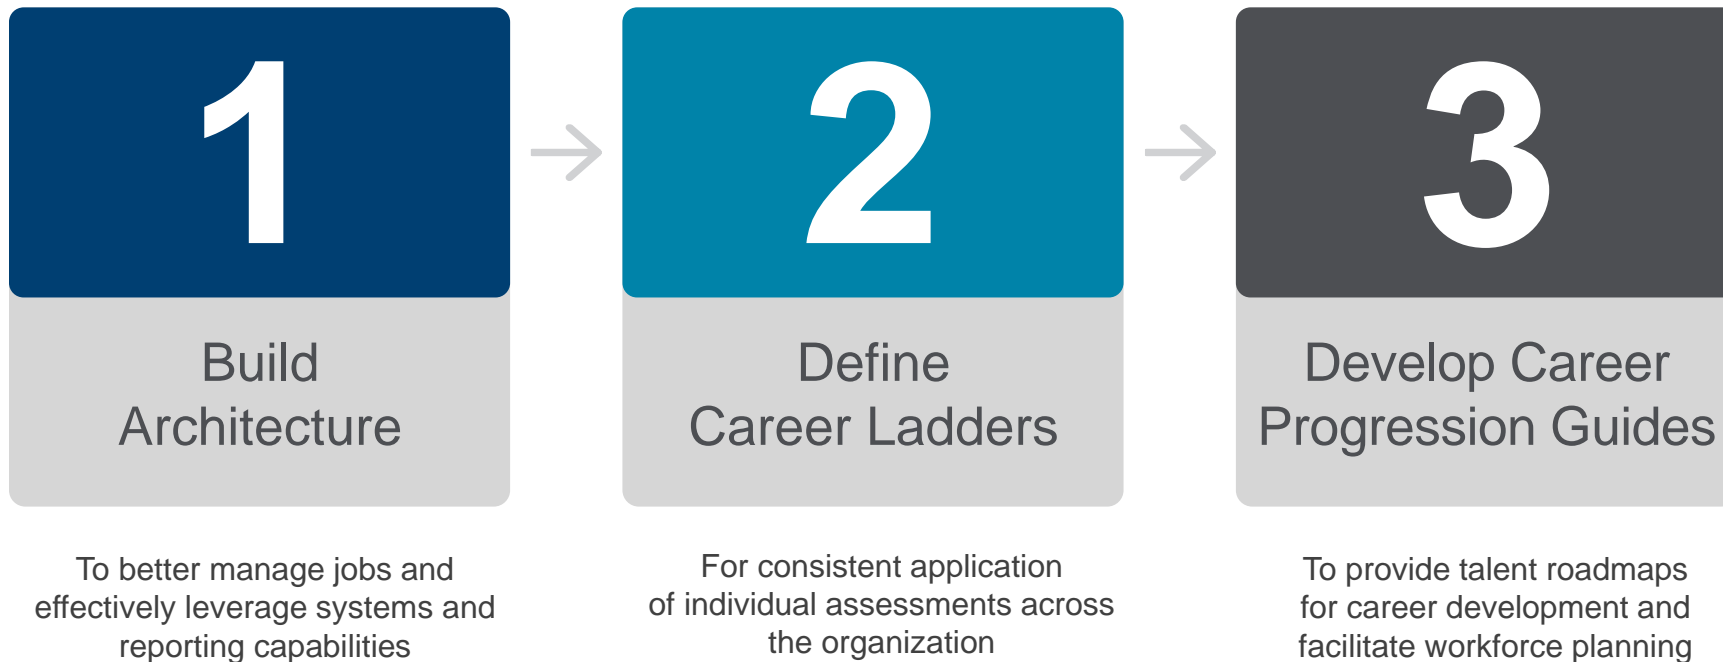 1
Build
Architecture
To better manage jobs and
effectively leverage systems and
reporting capabilities
2
Define
Career Ladders
For consistent application
of individual assessments across
the organization
3
Develop Career
Progression Guides
To provide talent roadmaps
for career development and
facilitate workforce planning